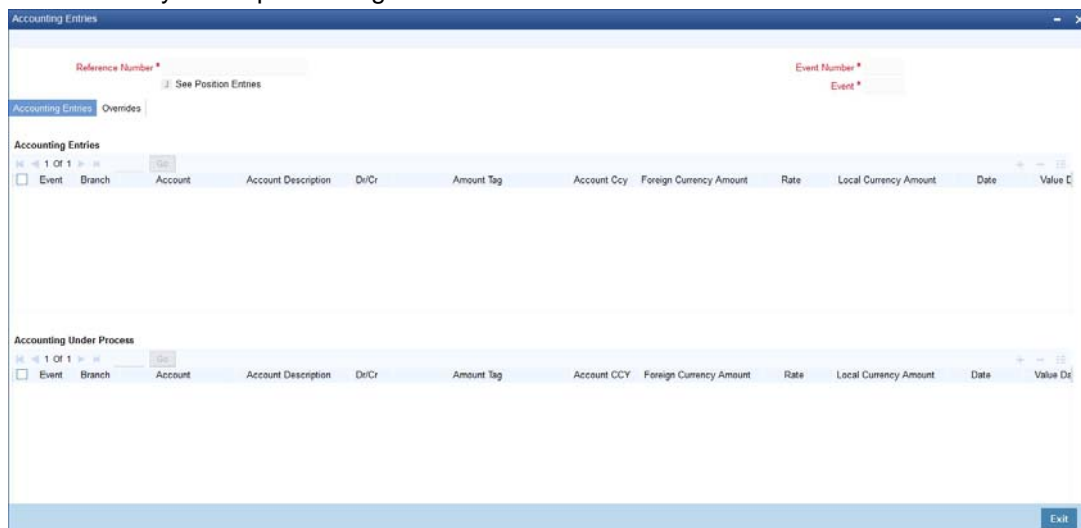 Accounting Entries
Reference Number * Event Number *
See Position Entries Event *
Accounting Entries Overrides
Accounting Entries
1 Of 1 Go
Event Branch Account Account Description Dr/Cr Amount Tag Account Ccy Foreign Currency Amount Rate Local Currency Amount Date Value D
Accounting Under Process
1 Of 1 Go
Event Branch Account Account Description Dr/Cr Amount Tag Account CCY Foreign Currency Amount Rate Local Currency Amount Date Value Da
Exit